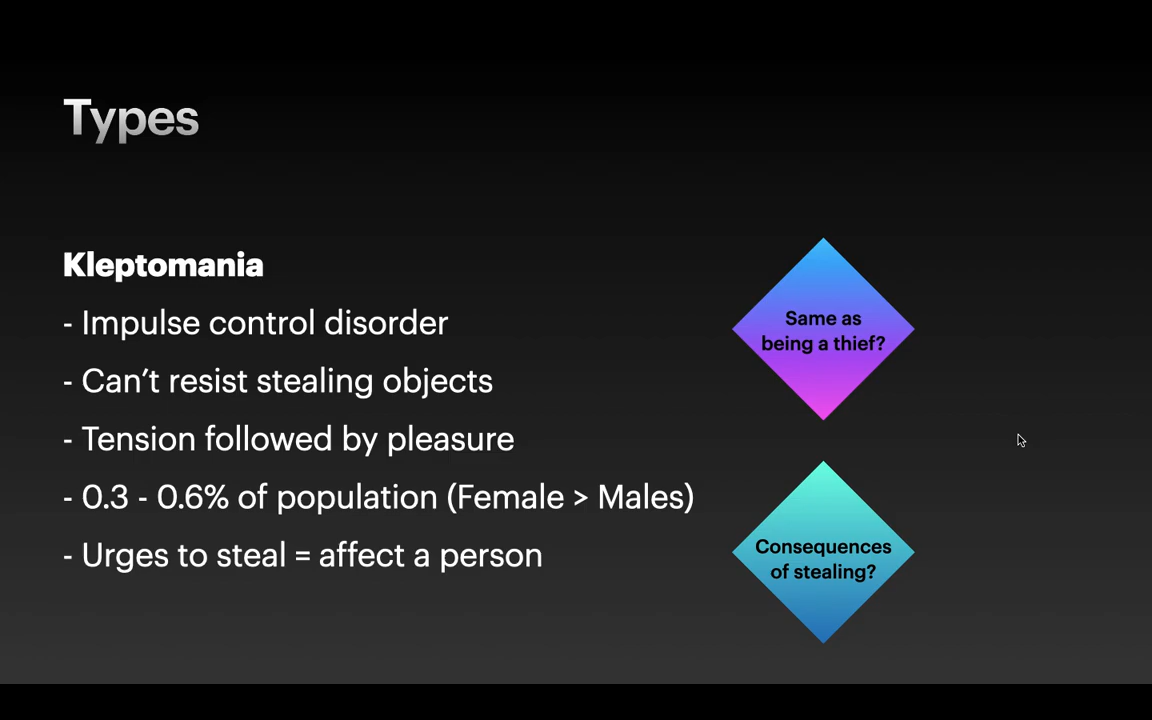 Types
Kleptomania
- Impulse control disorder
- Can’t resist stealing objects
- Tension followed by pleasure
- 0.3 - 0.6% of population (Female > Males)
- Urges to steal = affect a person
Same as
being a thief?
Consequences
of stealing?